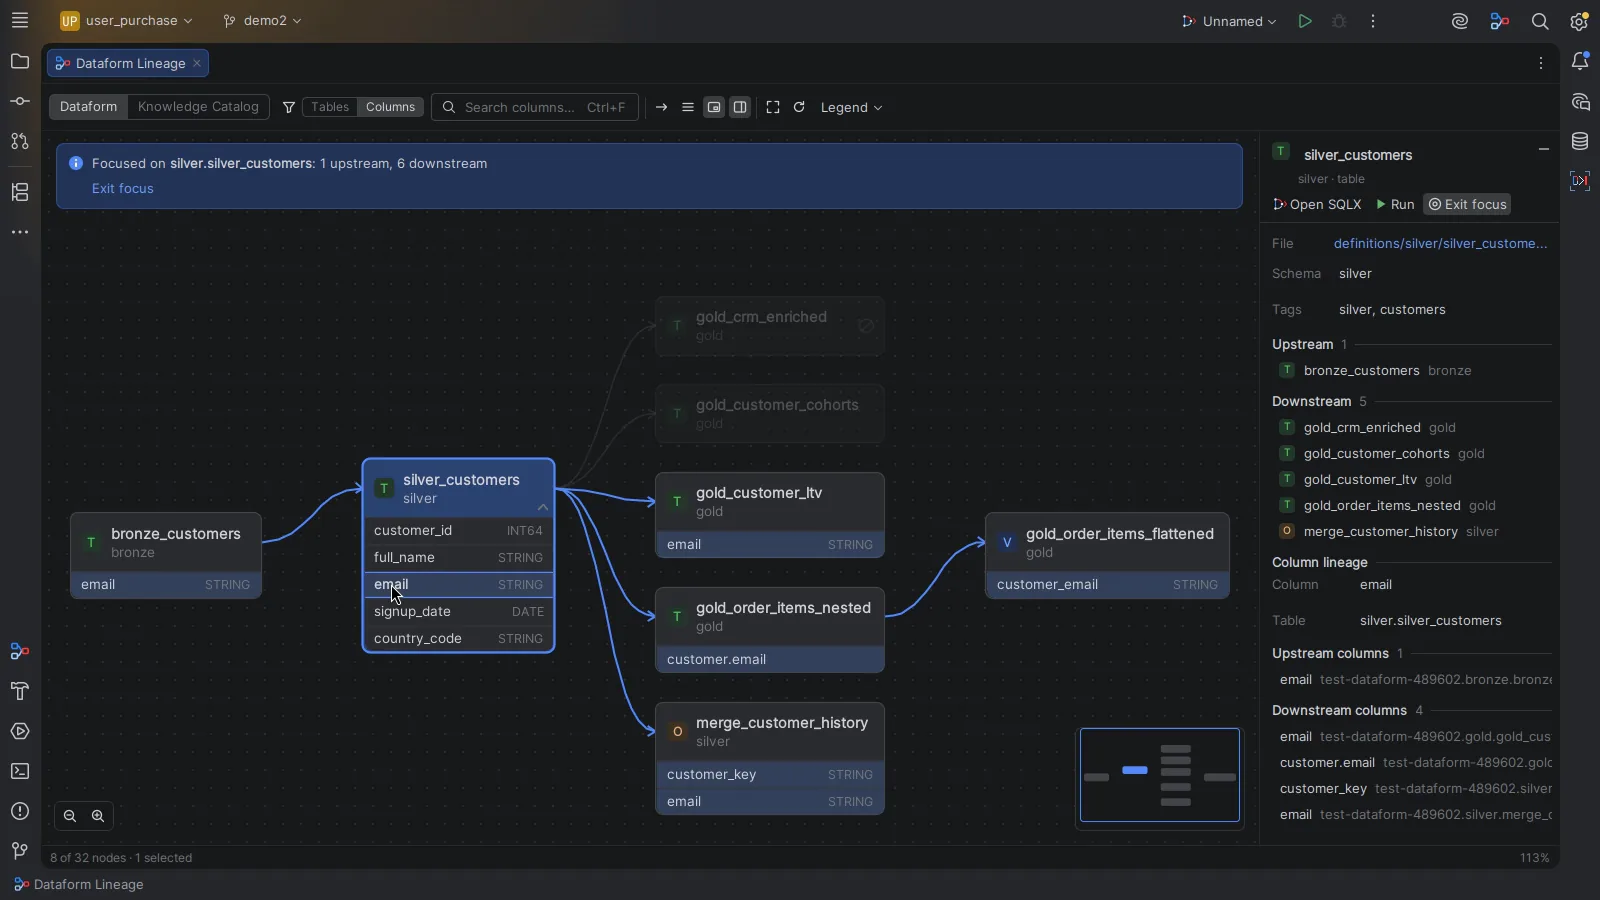 UP user_purchase
demo2
Unnamed
Dataform Lineage
Dataform
Knowledge Catalog
Tables
Columns
Search columns...
Ctrl+F
Legend
Focused on silver.silver_customers: 1 upstream, 6 downstream
Exit focus
T gold_crm_enriched
gold
T gold_customer_cohorts
gold
T silver_customers
silver
customer_id INT64
full_name STRING
email STRING
signup_date DATE
country_code STRING
T bronze_customers
bronze
email STRING
T gold_customer_ltv
gold
email STRING
T gold_order_items_nested
gold
customer.email
O merge_customer_history
silver
customer_key STRING
email STRING
V gold_order_items_flattened
gold
customer_email STRING
T silver_customers
silver · table
Open SQLX
Run
Exit focus
File definitions/silver/silver_custome...
Schema silver
Tags silver, customers
Upstream 1
T bronze_customers bronze
Downstream 5
T gold_crm_enriched gold
T gold_customer_cohorts gold
T gold_customer_ltv gold
T gold_order_items_nested gold
O merge_customer_history silver
Column lineage
Column email
Table silver.silver_customers
Upstream columns 1
email test-dataform-489602.bronze.bronze
Downstream columns 4
email test-dataform-489602.gold.gold_cus
customer.email test-dataform-489602.gold
customer_key test-dataform-489602.silver
email test-dataform-489602.silver.merge_c
8 of 32 nodes · 1 selected
113%
Dataform Lineage